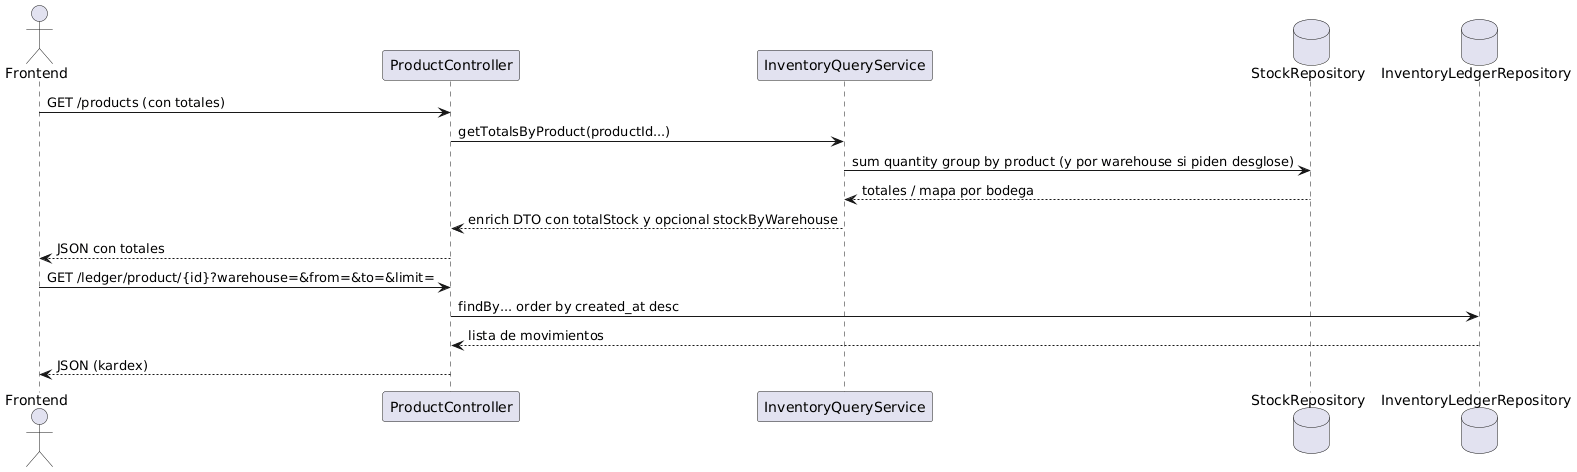 Frontend
ProductController
InventoryQueryService
StockRepository
InventoryLedgerRepository
GET /products (con totales)
getTotalsByProduct(productId...)
sum quantity group by product (y por warehouse si piden desglose)
totales / mapa por bodega
enrich DTO con totalStock y opcional stockByWarehouse
JSON con totales
GET /ledger/product/{id}?warehouse=&from=&to=&limit=
findBy... order by created_at desc
lista de movimientos
JSON (kardex)
Frontend
ProductController
InventoryQueryService
StockRepository
InventoryLedgerRepository